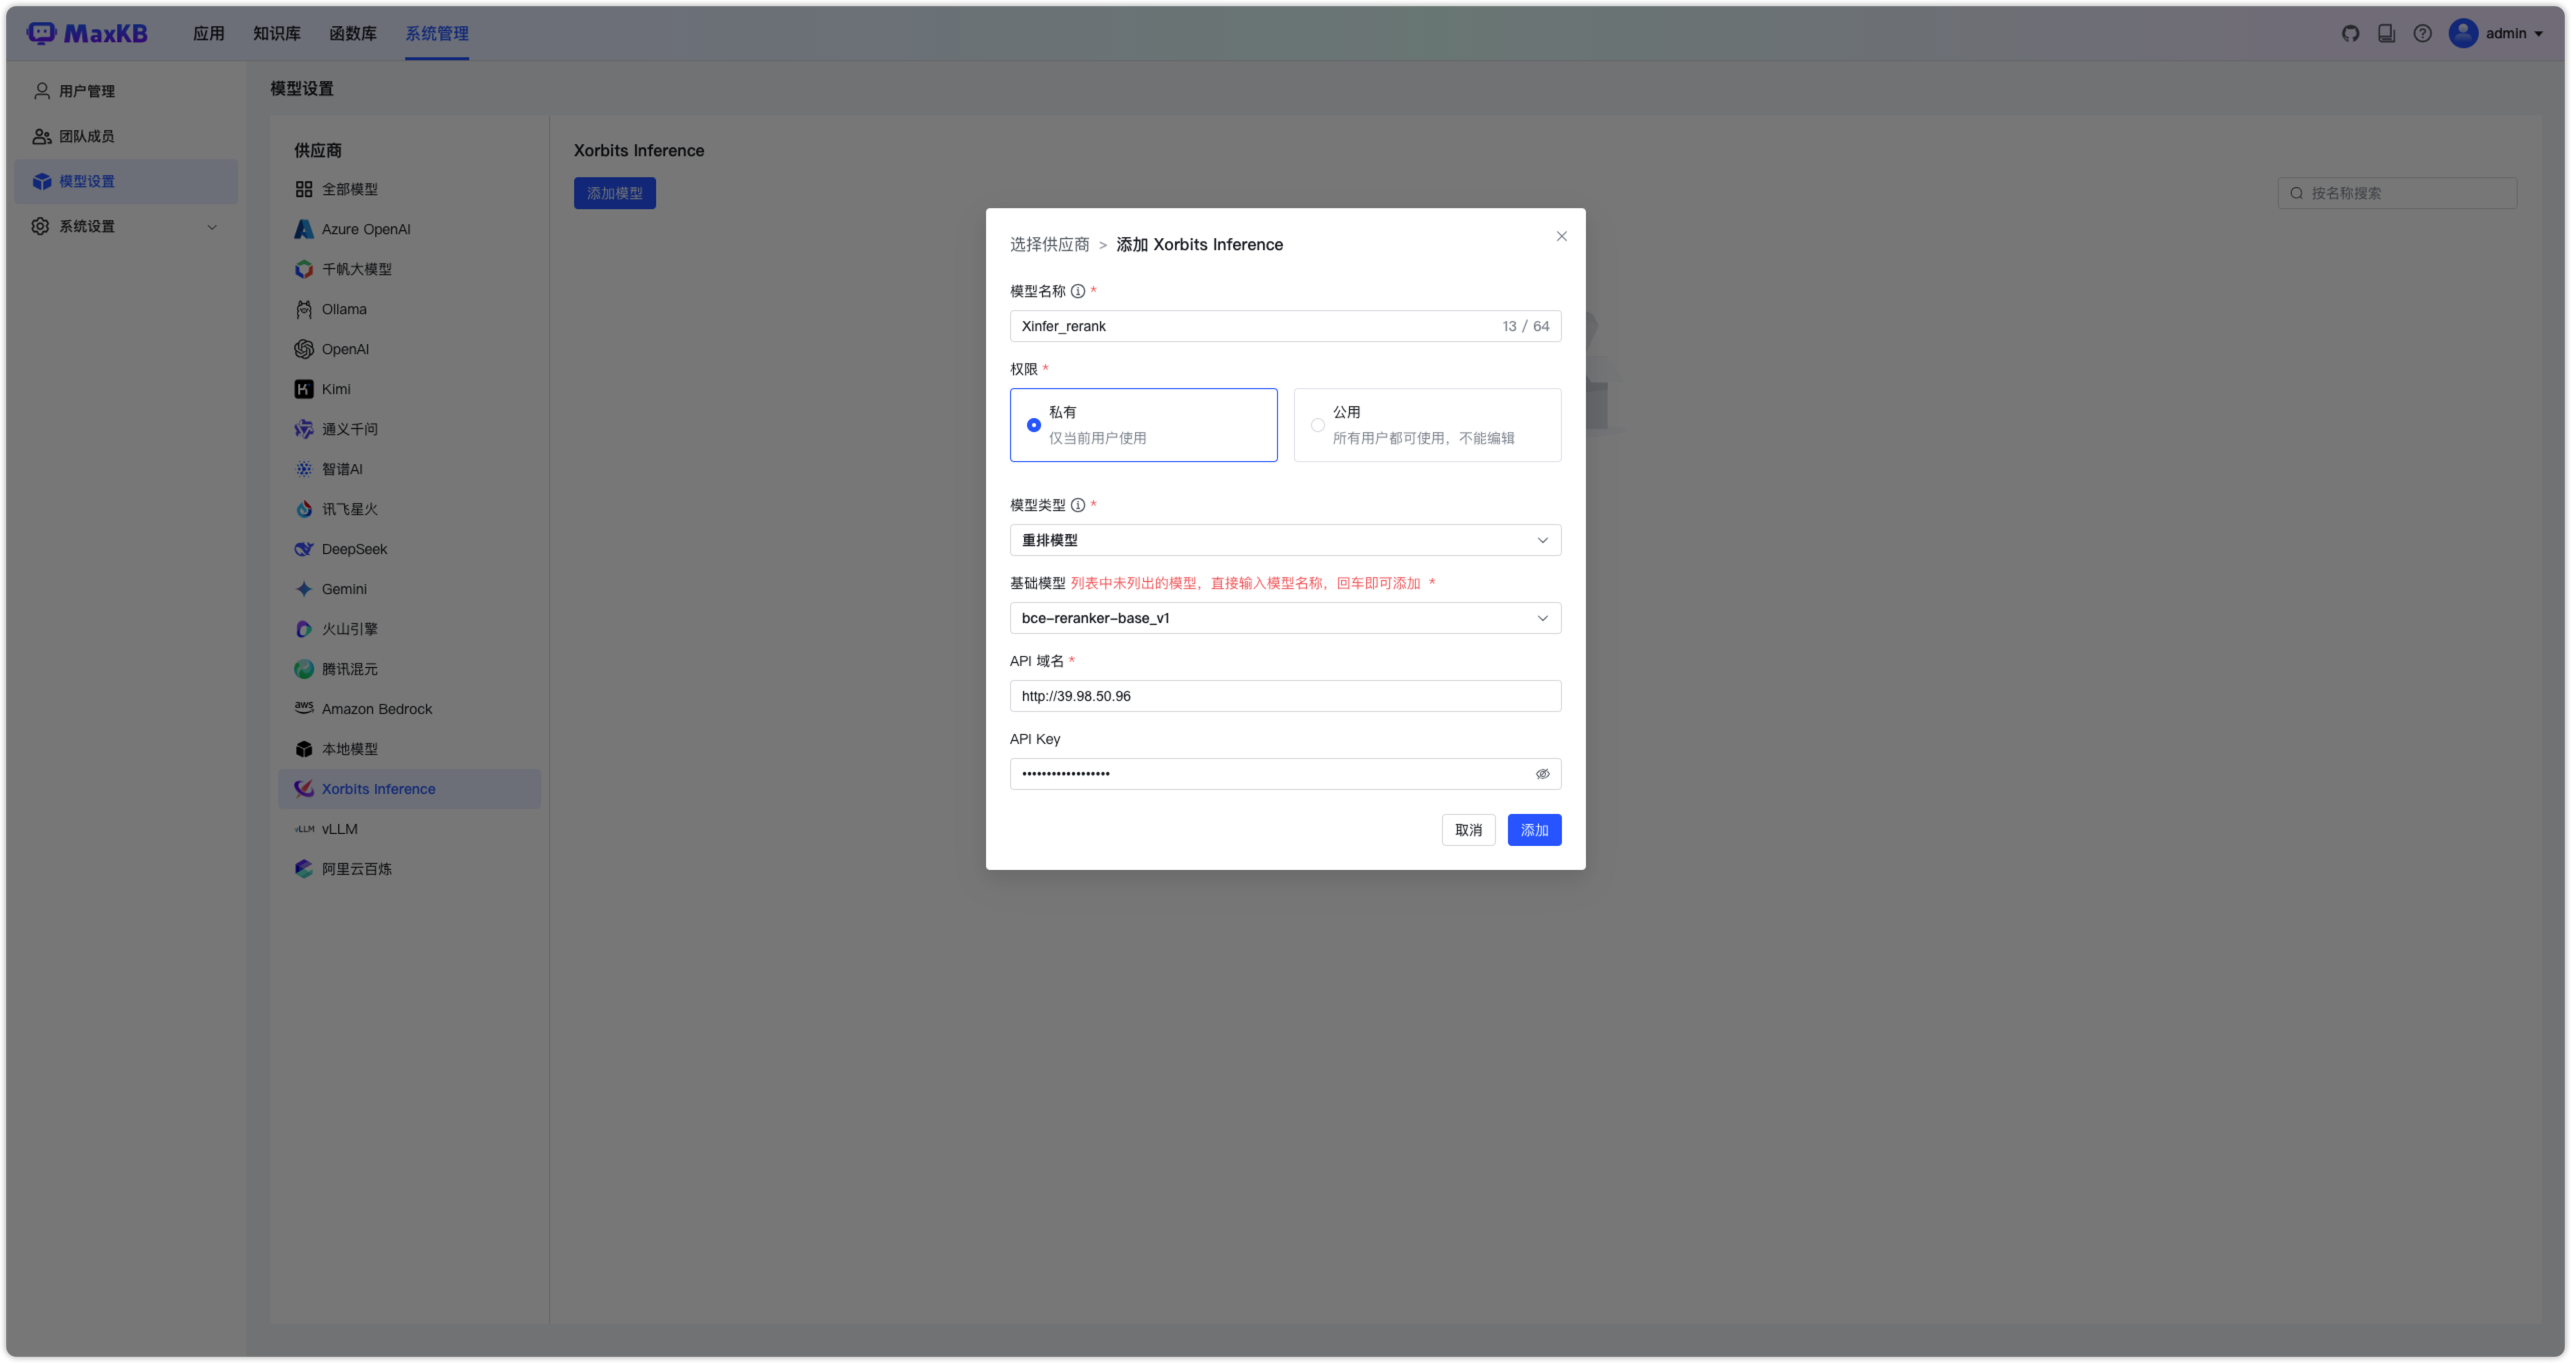 MaxKB 应用 知识库 函数库 系统管理 admin
用户管理
团队成员
模型设置
系统设置
模型设置
供应商
全部模型
Azure OpenAI
千帆大模型
Ollama
OpenAI
Kimi
通义千问
智谱AI
讯飞星火
DeepSeek
Gemini
火山引擎
腾讯混元
aws Amazon Bedrock
本地模型
Xorbits Inference
vLLM vLLM
阿里云百炼
Xorbits Inference
添加模型
按名称搜索
选择供应商 > 添加 Xorbits Inference
模型名称 *
Xinfer_rerank 13 / 64
权限 *
私有
仅当前用户使用
公用
所有用户都可使用，不能编辑
模型类型 *
重排模型
基础模型 列表中未列出的模型，直接输入模型名称，回车即可添加 *
bce-reranker-base_v1
API 域名 *
http://39.98.50.96
API Key
••••••••••••••••••
取消 添加